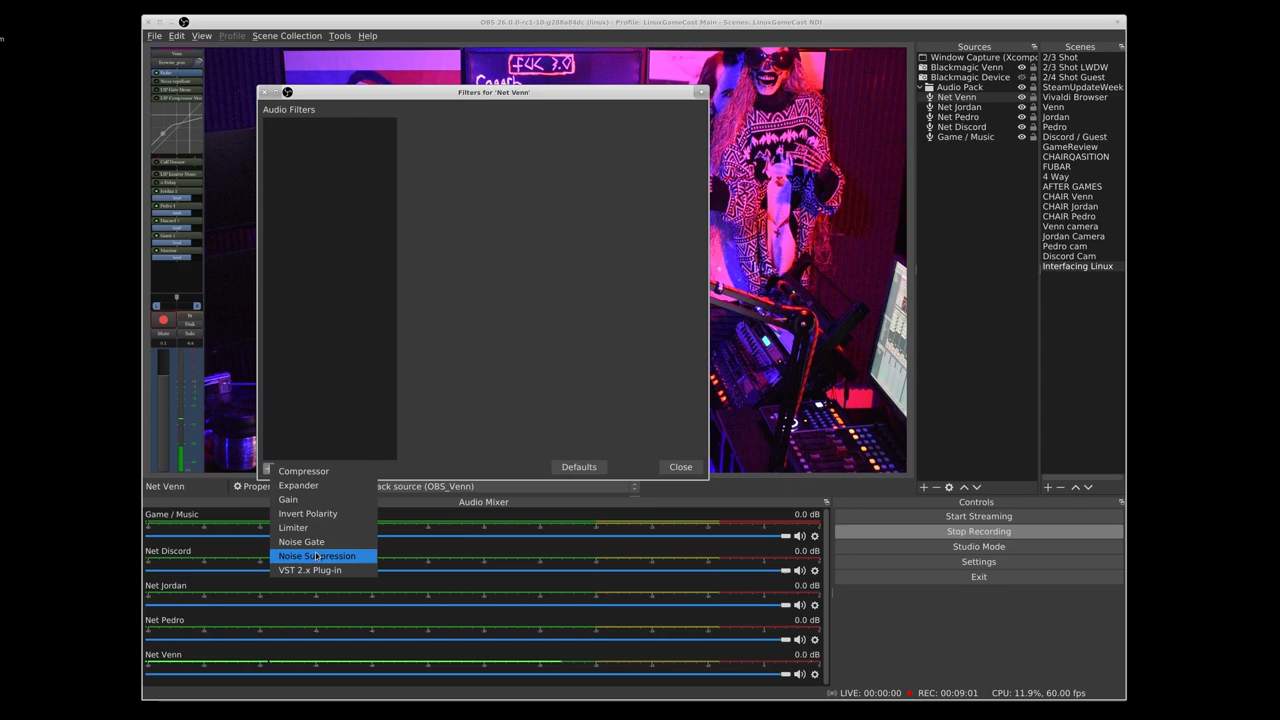 OBS 26.0.0-rc1-10-g788a84dc (linux) - Profile: LinuxGameCast Main - Scenes: LinuxGameCast NDI
File Edit View Profile Scene Collection Tools Help
Filters for 'Net Venn'
Audio Filters
Compressor
Expander
Gain
Invert Polarity
Limiter
Noise Gate
Noise Suppression
VST 2.x Plug-in
Defaults
Close
Sources
Window Capture (Xcompo
Blackmagic Venn
Blackmagic Device
Audio Pack
Net Venn
Net Jordan
Net Pedro
Net Discord
Game / Music
Scenes
2/3 Shot
2/3 Shot LWDW
2/4 Shot Guest
SteamUpdateWeek
Vivaldi Browser
Venn
Jordan
Pedro
Discord / Guest
GameReview
CHAIRQASITION
FUBAR
4 Way
AFTER GAMES
CHAIR Venn
CHAIR Jordan
CHAIR Pedro
Venn camera
Jordan Camera
Pedro cam
Discord Cam
Interfacing Linux
Net Venn
Proper
ack source (OBS_Venn)
Audio Mixer
Game / Music 0.0 dB
Net Discord 0.0 dB
Net Jordan 0.0 dB
Net Pedro 0.0 dB
Net Venn 0.0 dB
Controls
Start Streaming
Stop Recording
Studio Mode
Settings
Exit
LIVE: 00:00:00 REC: 00:09:01 CPU: 11.9%, 60.00 fps